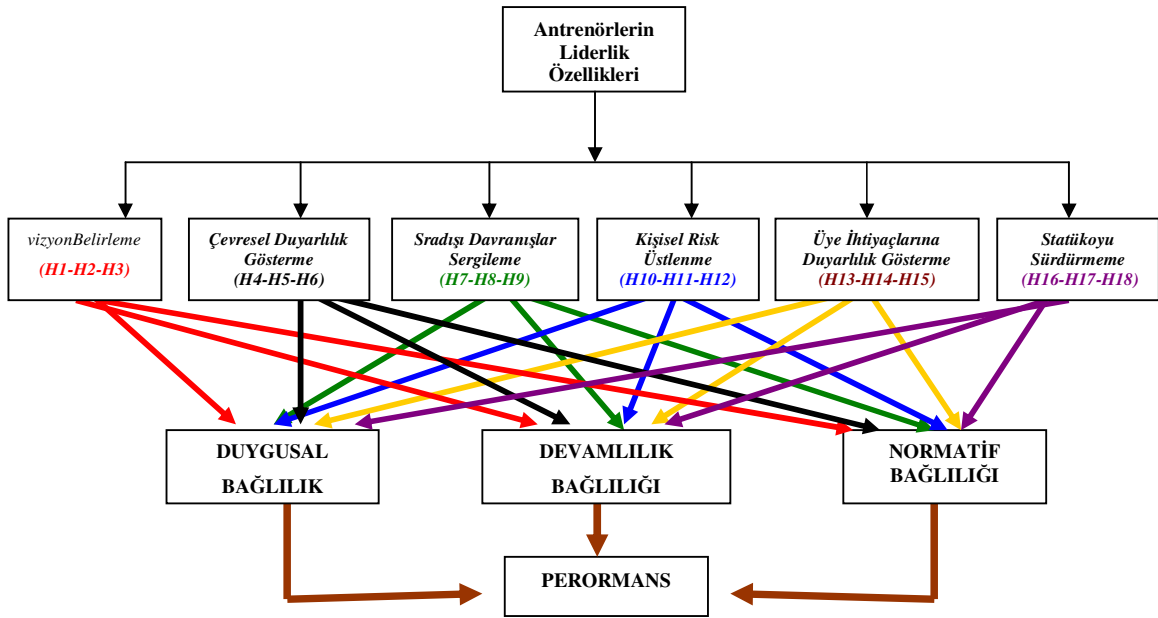 Antrenörlerin
Liderlik
Özellikleri
vizyonBelirleme
(H1-H2-H3)
Çevresel Duyarlılık
Gösterme
(H4-H5-H6)
Sradışı Davranışlar
Sergileme
(H7-H8-H9)
Kişisel Risk
Üstlenme
(H10-H11-H12)
Üye İhtiyaçlarına
Duyarlılık Gösterme
(H13-H14-H15)
Statükoyu
Sürdürmeme
(H16-H17-H18)
DUYGUSAL
BAĞLILIK
DEVAMLILIK
BAĞLILIĞI
NORMATİF
BAĞLILIĞI
PERORMANS